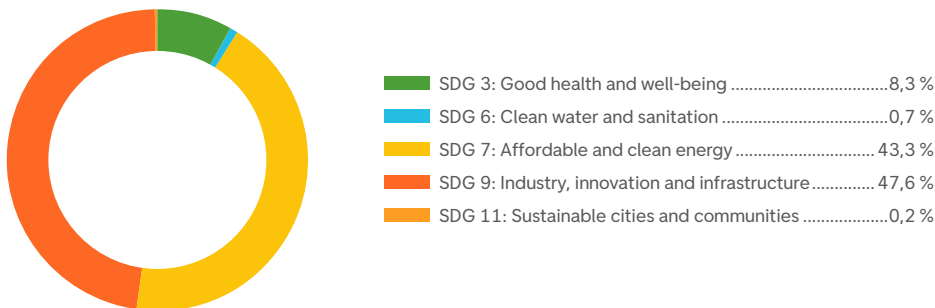 SDG 3: Good health and well-being ..................................8,3 %
SDG 6: Clean water and sanitation ....................................0,7 %
SDG 7: Affordable and clean energy .............................. 43,3 %
SDG 9: Industry, innovation and infrastructure ............. 47,6 %
SDG 11: Sustainable cities and communities ..................0,2 %